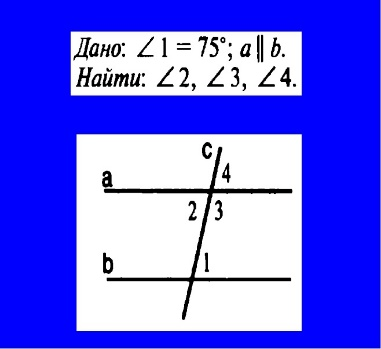 Дано: ∠1 = 75°; a ∥ b.
Найти: ∠2, ∠3, ∠4.
c
4
a
2 3
b
1